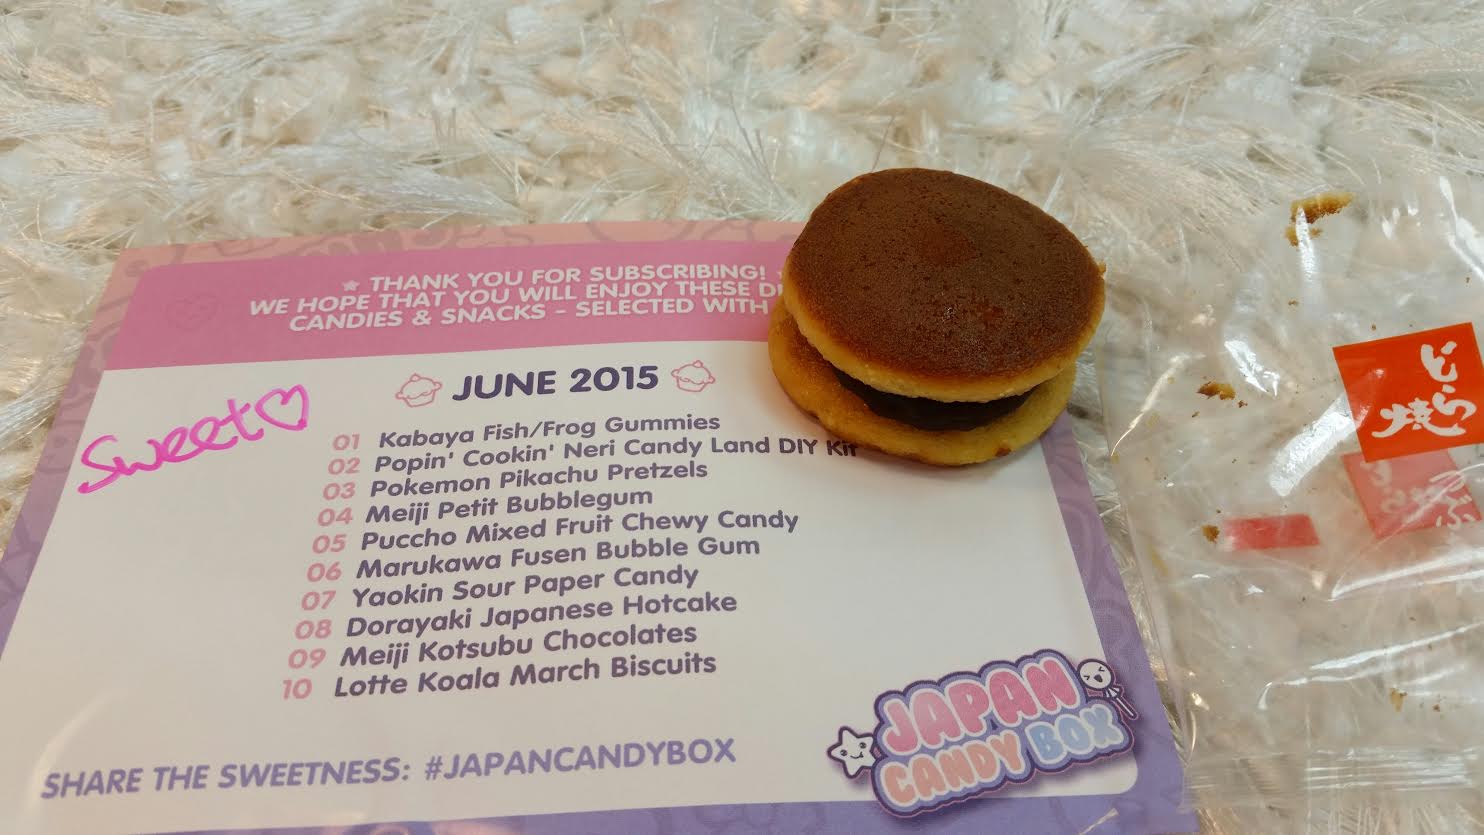 THANK YOU FOR SUBSCRIBING!
WE HOPE THAT YOU WILL ENJOY THESE
CANDIES & SNACKS - SELECTED WITH
Sweet♡
JUNE 2015
01 Kabaya Fish/Frog Gummies
02 Popin' Cookin' Neri Candy Land DIY Kit
03 Pokemon Pikachu Pretzels
04 Meiji Petit Bubblegum
05 Puccho Mixed Fruit Chewy Candy
06 Marukawa Fusen Bubble Gum
07 Yaokin Sour Paper Candy
08 Dorayaki Japanese Hotcake
09 Meiji Kotsubu Chocolates
10 Lotte Koala March Biscuits
SHARE THE SWEETNESS: #JAPANCANDYBOX
JAPAN
CANDY BOX
どら
焼